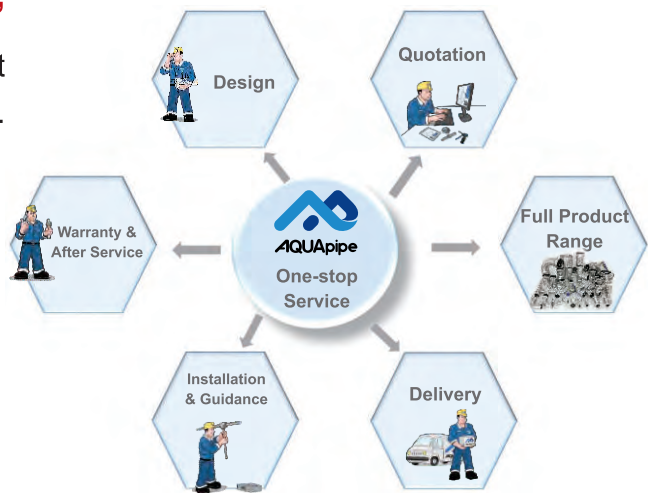 t
.
Design
Quotation
Warranty &
After Service
AQUApipe
One-stop
Service
Full Product
Range
Installation
& Guidance
Delivery